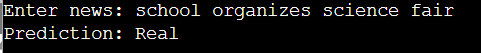 Enter news: school organizes science fair
Prediction: Real